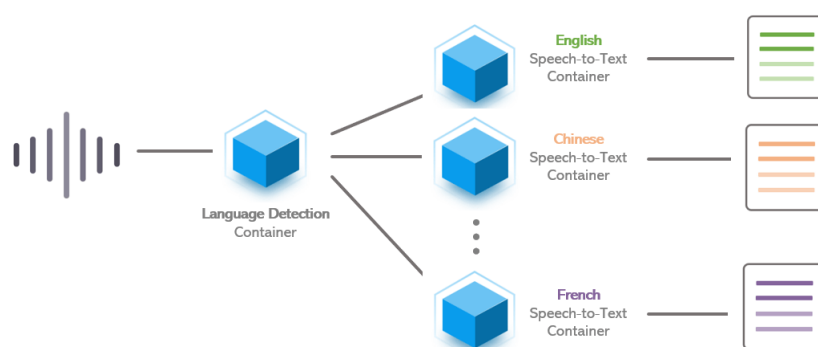 English
Speech-to-Text
Container
Chinese
Speech-to-Text
Container
Language Detection
Container
French
Speech-to-Text
Container